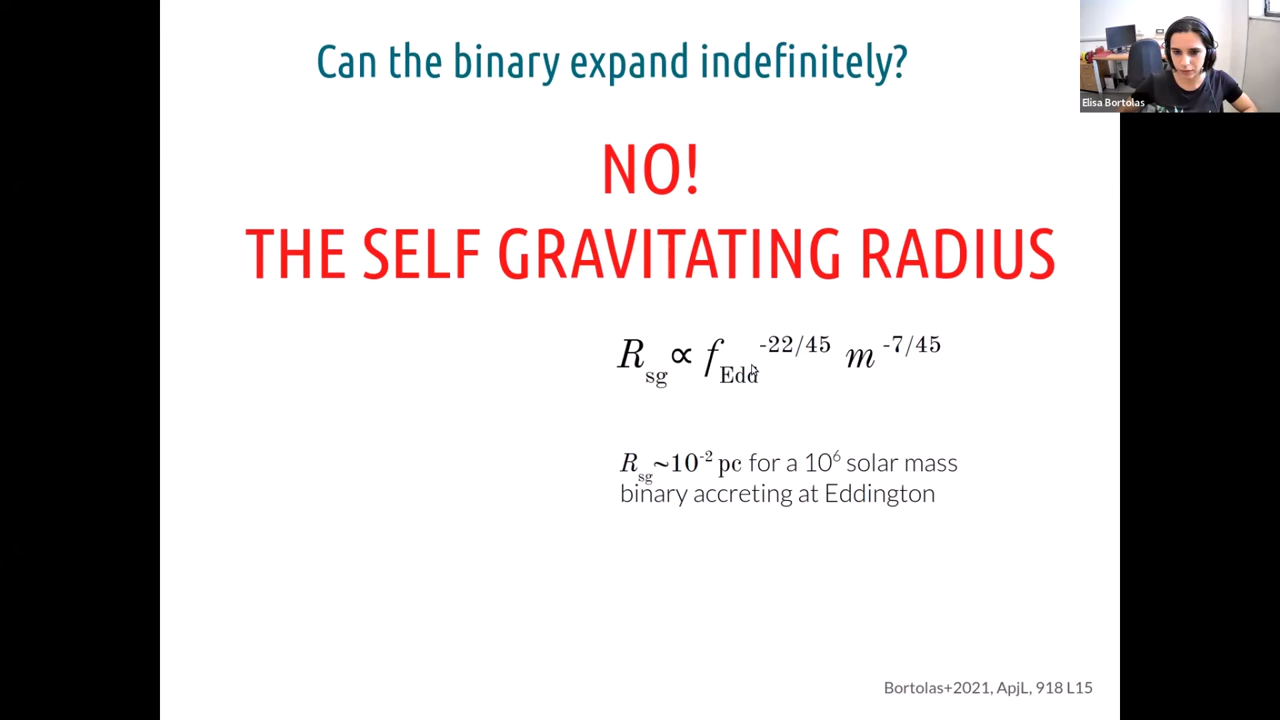 Can the binary expand indefinitely?
Elisa Bortolas
NO!
THE SELF GRAVITATING RADIUS
R_sg ∝ f_Edd^-22/45 m^-7/45
R_sg~10^-2 pc for a 10^6 solar mass
binary accreting at Eddington
Bortolas+2021, ApjL, 918 L15